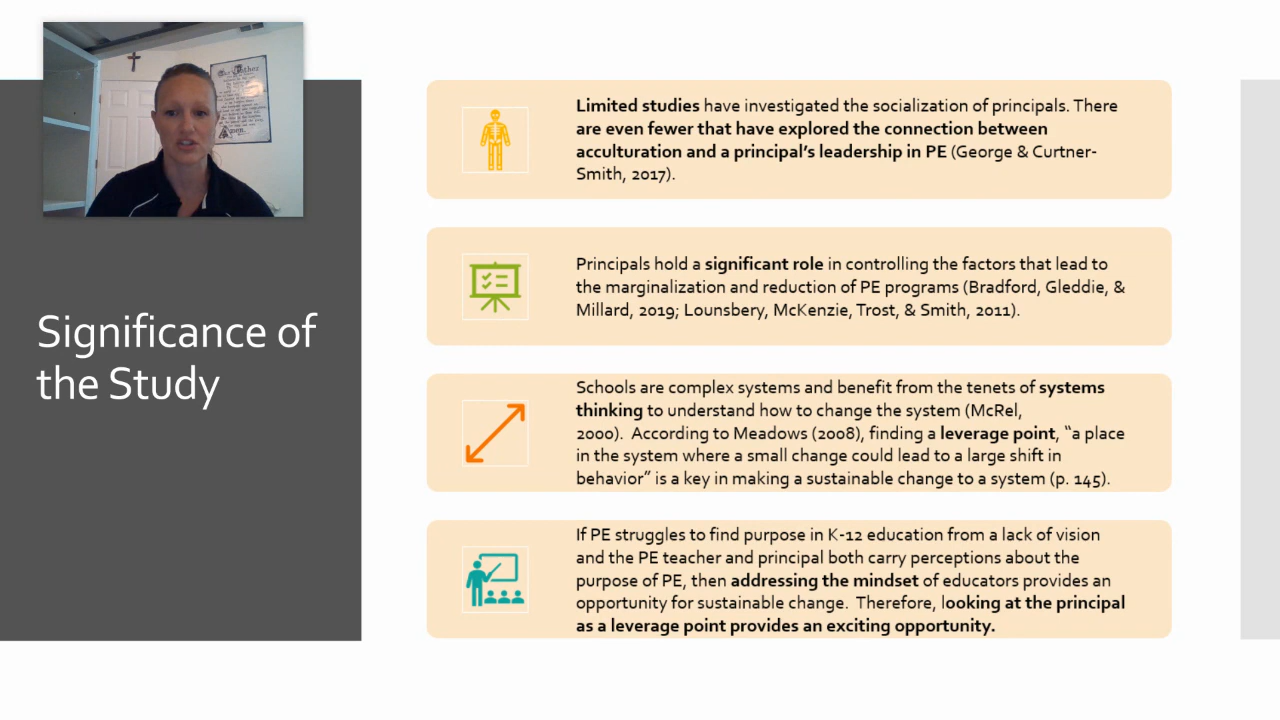 Our Father
Amen.
Significance of
the Study
Limited studies have investigated the socialization of principals. There
are even fewer that have explored the connection between
acculturation and a principal's leadership in PE (George & Curtner-
Smith, 2017).
Principals hold a significant role in controlling the factors that lead to
the marginalization and reduction of PE programs (Bradford, Gleddie, &
Millard, 2019; Lounsbery, McKenzie, Trost, & Smith, 2011).
Schools are complex systems and benefit from the tenets of systems
thinking to understand how to change the system (McRel,
2000).  According to Meadows (2008), finding a leverage point, “a place
in the system where a small change could lead to a large shift in
behavior” is a key in making a sustainable change to a system (p. 145).
If PE struggles to find purpose in K-12 education from a lack of vision
and the PE teacher and principal both carry perceptions about the
purpose of PE, then addressing the mindset of educators provides an
opportunity for sustainable change.  Therefore, looking at the principal
as a leverage point provides an exciting opportunity.